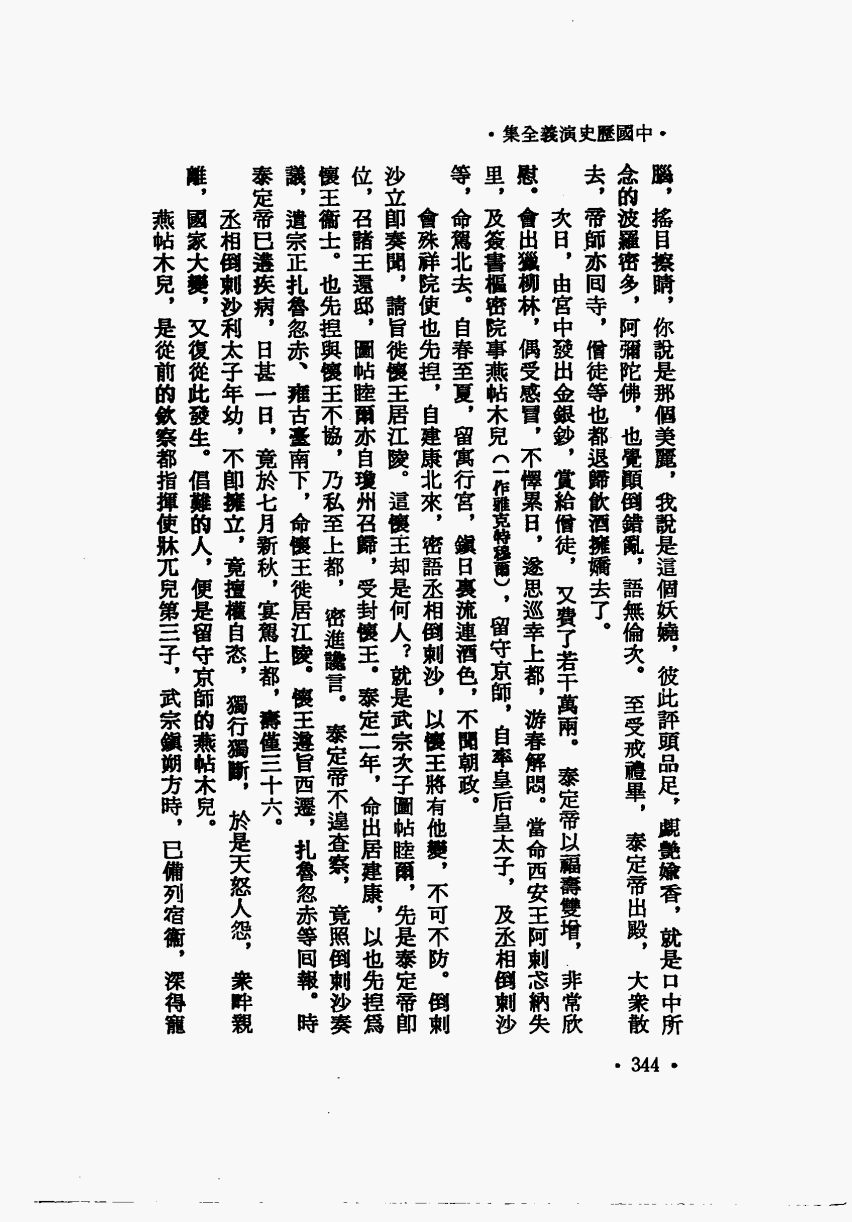 ·中國歷史演義全集·
腦,搖目擦睛,你說是那個美麗,我說是這個妖嬈,彼此評頭品足,覷艷婾香,就是口中所
念的波羅密多,阿彌陀佛,也覺顚倒錯亂,語無倫次。至受戒禮畢,泰定帝出殿,大衆散
去,帝師亦囘寺,僧徒等也都退歸飮酒擁嬌去了。
次日,由宮中發出金銀鈔,賞給僧徒,又費了若干萬兩。泰定帝以福壽雙增,非常欣
慰。會出獵柳林,偶受感冒,不懌累日,遂思巡幸上都,游春解悶。當命西安王阿剌忒納失
里,及簽書樞密院事燕帖木兒(一作雅克特穆爾),留守京師,自率皇后皇太子,及丞相倒剌沙
等,命駕北去。自春至夏,留寓行宮,鎭日裏流連酒色,不聞朝政。
會殊祥院使也先揑,自建康北來,密語丞相倒剌沙,以懷王將有他變,不可不防。倒剌
沙立卽奏聞,請旨徙懷王居江陵。這懷王却是何人?就是武宗次子圖帖睦爾,先是泰定帝卽
位,召諸王還邸,圖帖睦爾亦自瓊州召歸,受封懷王。泰定二年,命出居建康,以也先揑爲
懷王衞士。也先揑與懷王不協,乃私至上都,密進讒言。泰定帝不遑查察,竟照倒剌沙奏
議,遣宗正扎魯忽赤、雍古臺南下,命懷王徙居江陵。懷王遵旨西遷,扎魯忽赤等囘報。時
泰定帝已遘疾病,日甚一日,竟於七月新秋,宴駕上都,壽僅三十六。
丞相倒剌沙利太子年幼,不卽擁立,竟擅權自恣,獨行獨斷,於是天怒人怨,衆畔親
離,國家大變,又復從此發生。倡難的人,便是留守京師的燕帖木兒。
燕帖木兒,是從前的欽察都指揮使牀兀兒第三子,武宗鎭朔方時,已備列宿衞,深得寵
·344·